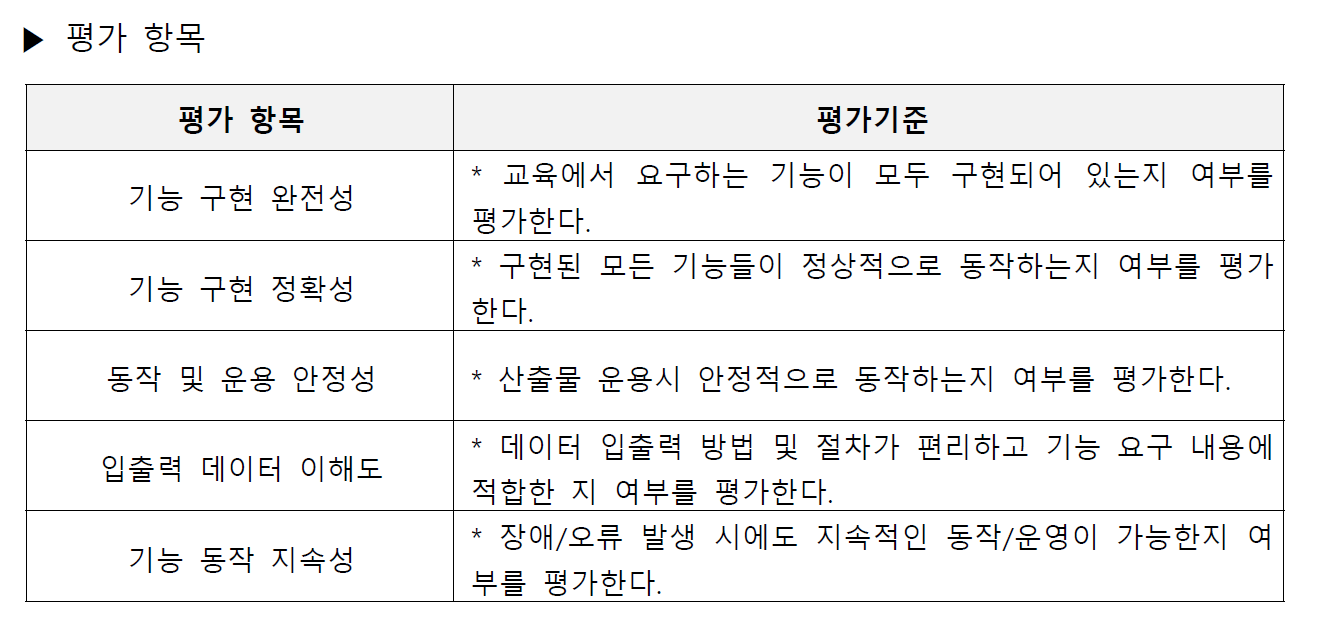 ▶ 평가 항목
평가 항목
평가기준
기능 구현 완전성
* 교육에서 요구하는 기능이 모두 구현되어 있는지 여부를
평가한다.
기능 구현 정확성
* 구현된 모든 기능들이 정상적으로 동작하는지 여부를 평가
한다.
동작 및 운용 안정성
* 산출물 운용시 안정적으로 동작하는지 여부를 평가한다.
입출력 데이터 이해도
* 데이터 입출력 방법 및 절차가 편리하고 기능 요구 내용에
적합한 지 여부를 평가한다.
기능 동작 지속성
* 장애/오류 발생 시에도 지속적인 동작/운영이 가능한지 여
부를 평가한다.